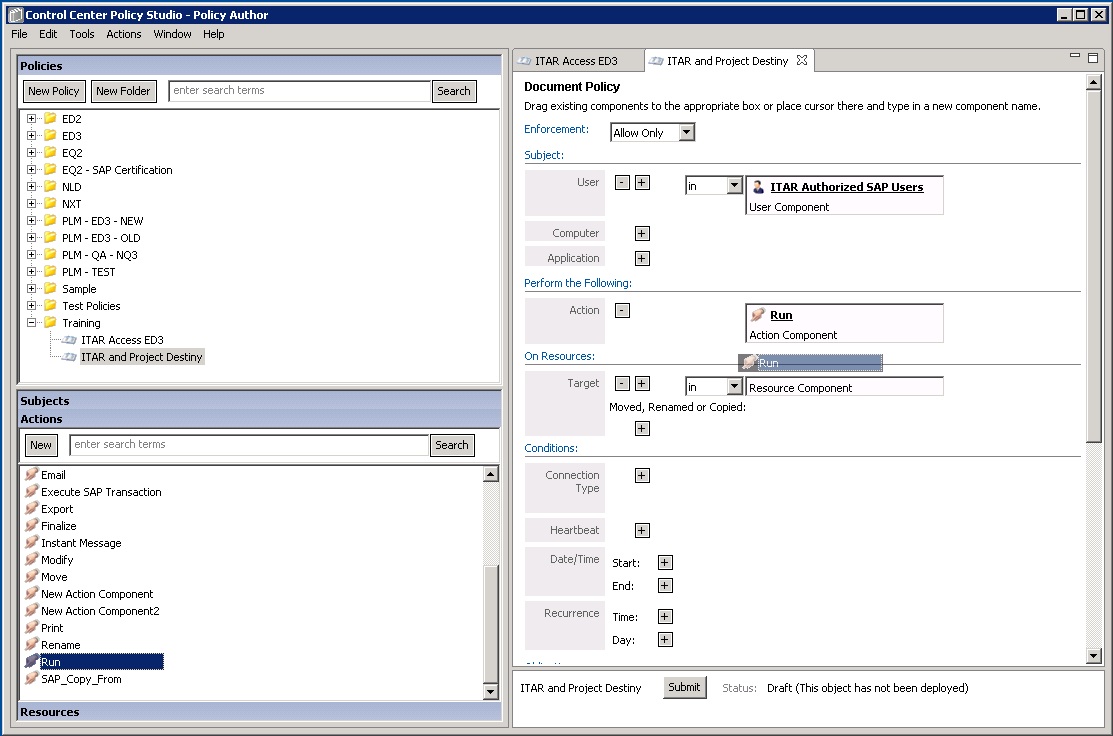 Control Center Policy Studio - Policy Author
File Edit Tools Actions Window Help
Policies
New Policy New Folder enter search terms Search
ED2
ED3
EQ2
EQ2 - SAP Certification
NLD
NXT
PLM - ED3 - NEW
PLM - ED3 - OLD
PLM - QA - NQ3
PLM - TEST
Sample
Test Policies
Training
ITAR Access ED3
ITAR and Project Destiny
Subjects
Actions
New enter search terms Search
Email
Execute SAP Transaction
Export
Finalize
Instant Message
Modify
Move
New Action Component
New Action Component2
Print
Rename
Run
SAP_Copy_From
Resources
ITAR Access ED3 ITAR and Project Destiny
Document Policy
Drag existing components to the appropriate box or place cursor there and type in a new component name.
Enforcement: Allow Only
Subject:
User - + in ITAR Authorized SAP Users
User Component
Computer +
Application +
Perform the Following:
Action - Run
Action Component
On Resources:
Run
Target - + in Resource Component
Moved, Renamed or Copied:
+
Conditions:
Connection +
Type
Heartbeat +
Date/Time Start: +
End: +
Recurrence Time: +
Day: +
ITAR and Project Destiny Submit Status: Draft (This object has not been deployed)